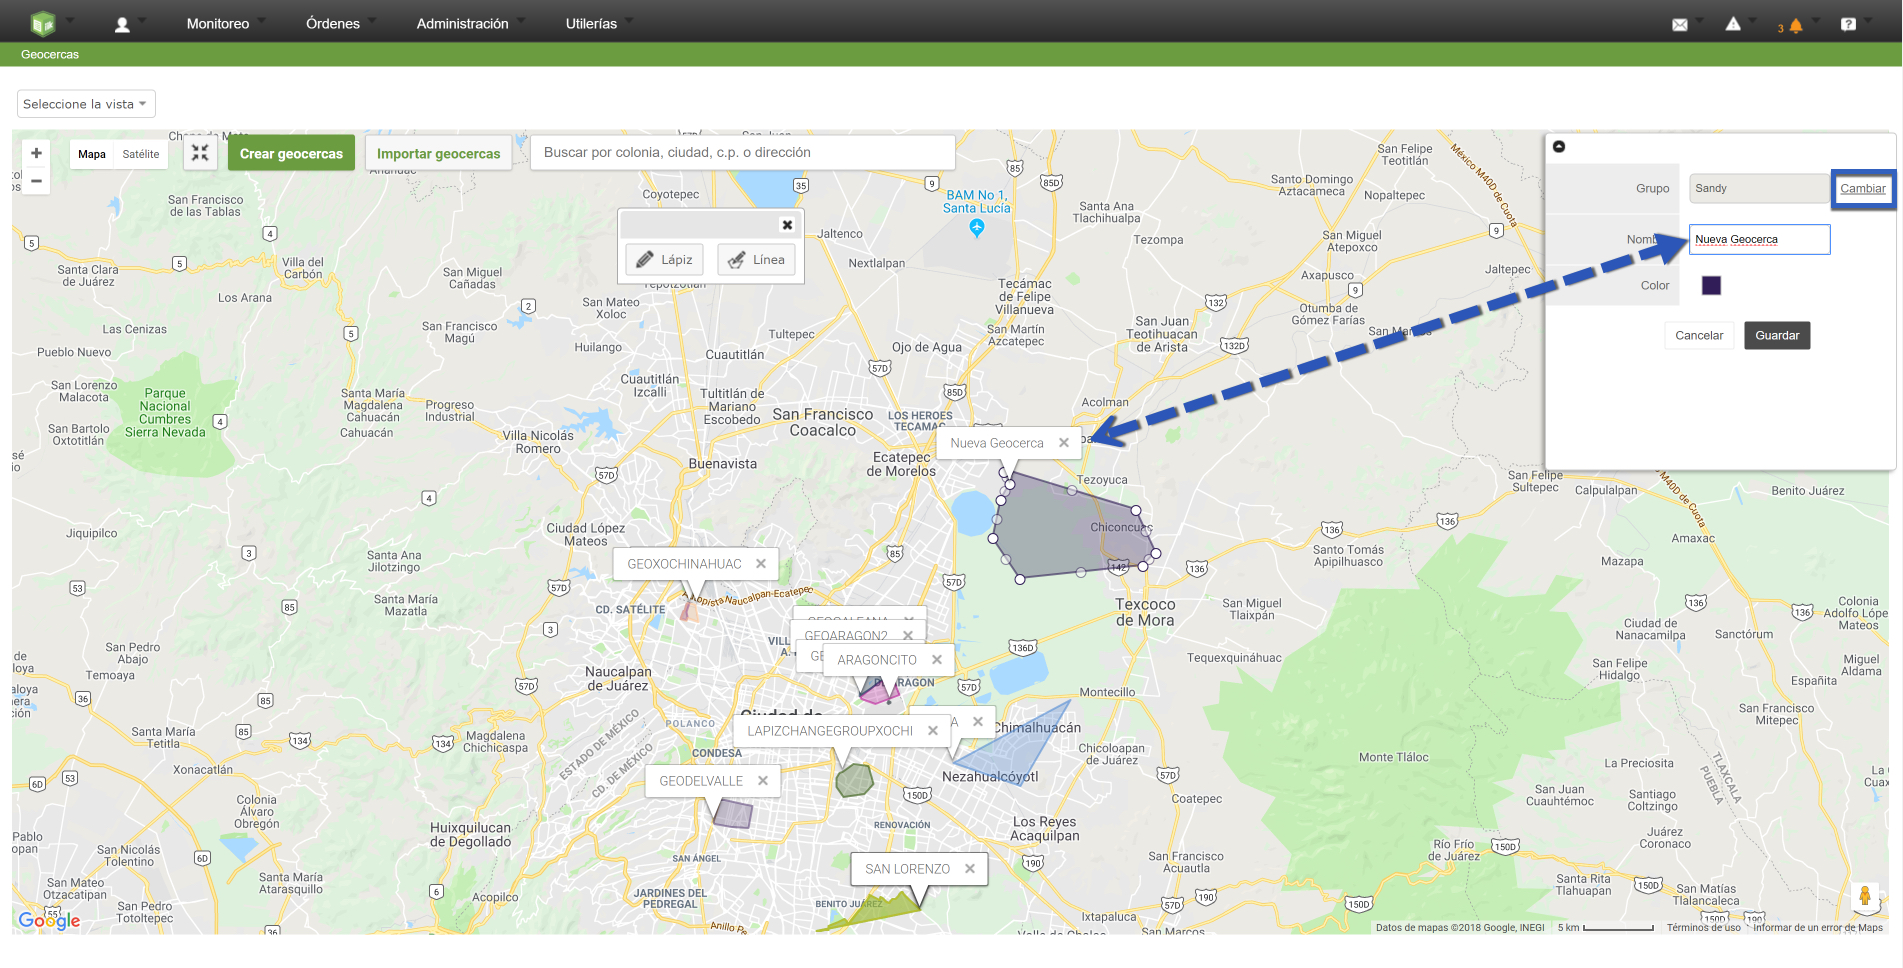 Monitoreo
Órdenes
Administración
Utilerías
3
Geocercas
Seleccione la vista
Mapa
Satélite
Crear geocercas
Importar geocercas
Buscar por colonia, ciudad, c.p. o dirección
Lápiz
Línea
Grupo
Sandy
Cambiar
Nueva Geocerca
Color
Cancelar
Guardar
San Francisco
de las Tablas
Santa Clara
de Juárez
Villa del
Carbón
Los Arana
Las Cenizas
Pueblo Nuevo
San Lorenzo
Malacota
San Bartolo
Oxtotitlán
Parque
Nacional
Cumbres
Sierra Nevada
San Miguel
Cañadas
San Francisco
Magú
Santa María
Magdalena
Cahuacán
Cahuacán
Progreso
Industrial
Villa Nicolás
Romero
Coyotepec
Jaltenco
Nextlalpan
BAM No 1,
Santa Lucía
San Mateo
Xoloc
Huilango
Tultepec
Cuautitlán
Cuautitlán
Izcalli
Tultitlán de
Mariano
Escobedo
San Francisco
Coacalco
Ojo de Agua
LOS HEROES
Buenavista
Ecatepec
de Morelos
Santo Domingo
Aztacameca
San Felipe
Teotitlán
Nopaltepec
Santa Ana
Tlachihualpa
Tezompa
San Miguel
Atepoxco
Axapusco
Jaltepec
Otumba de
Gómez Farías
Tecámac
de Felipe
Villanueva
San Martín
Azcatepec
San Juan
Teotihuacan
de Arista
Acolman
México M40D de Cuota
Nueva Geocerca
Tezoyuca
Chiconcuac
Texcoco
de Mora
San Miguel
Tlaixpán
Tequexquináhuac
Montecillo
Santo Tomás
Apipilhuasco
San Felipe
Sultepec
Calpulalpan
Benito Juárez
Amaxac
Mazapa
Colonia
Adolfo Lópe
Mateos
Ciudad de
Nanacamilpa
Sanctórum
San Felipe
Hidalgo
Miguel
Aldama
Españita
San Francisco
Mitepec
Monte Tláloc
La Preciosita
TLAXCALA
PUEBLA
San Juan
Cuauhtémoc
Santiago
Coltzingo
Juárez
Coronaco
Río Frío
de Juárez
Santa Rita
Tlahuapan
San Matías
Tlalancaleca
Jiquipilco
Santa Ana
Jilotzingo
Santa María
Mazatla
Ciudad López
Mateos
GEOXOCHINAHUAC
CD. SATÉLITE
GEOARAGON2
ARAGONCITO
Naucalpan
de Juárez
POLANCO
LAPIZCHANGEGROUPXOCHI
CONDESA
GEODELVALLE
Chimalhuacán
Nezahualcóyotl
Chicoloapan
de Juárez
Coatepec
Los Reyes
Acaquilpan
San Francisco
Acuautla
RENOVACIÓN
SAN ÁNGEL
SAN LORENZO
JARDINES DEL
PEDREGAL
BENITO JUÁREZ
Ixtapaluca
San Marcos
San Pedro
Abajo
Temoaya
Santa María
Tetitla
Xonacatlán
Magdalena
Chichicaspa
ESTADO DE MÉXICO
CD. DE MÉXICO
Colonia
Álvaro
Obregón
Huixquilucan
de Degollado
San Nicolás
Tolentino
San Mateo
Otzacatipan
San Pedro
Totoltepec
Santa María
Atarasquillo
Acopilco
Google
Datos de mapas ©2018 Google, INEGI
5 km
Términos de uso
Informar de un error de Maps